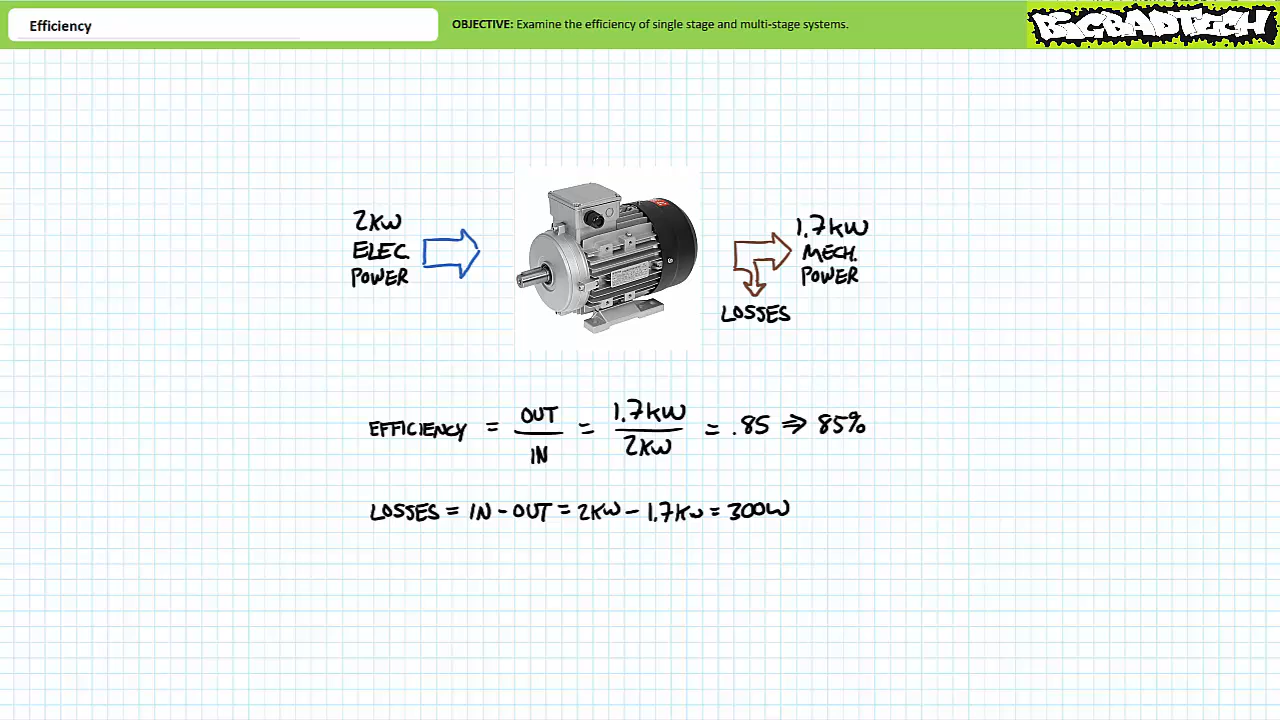 Efficiency
OBJECTIVE: Examine the efficiency of single stage and multi-stage systems.
BIGBADTECH
2KW
ELEC.
POWER
1.7KW
MECH.
POWER
LOSSES
EFFICIENCY = OUT/IN = 1.7KW/2KW = .85 ⇒ 85%
LOSSES = IN - OUT = 2KW - 1.7KW = 300W